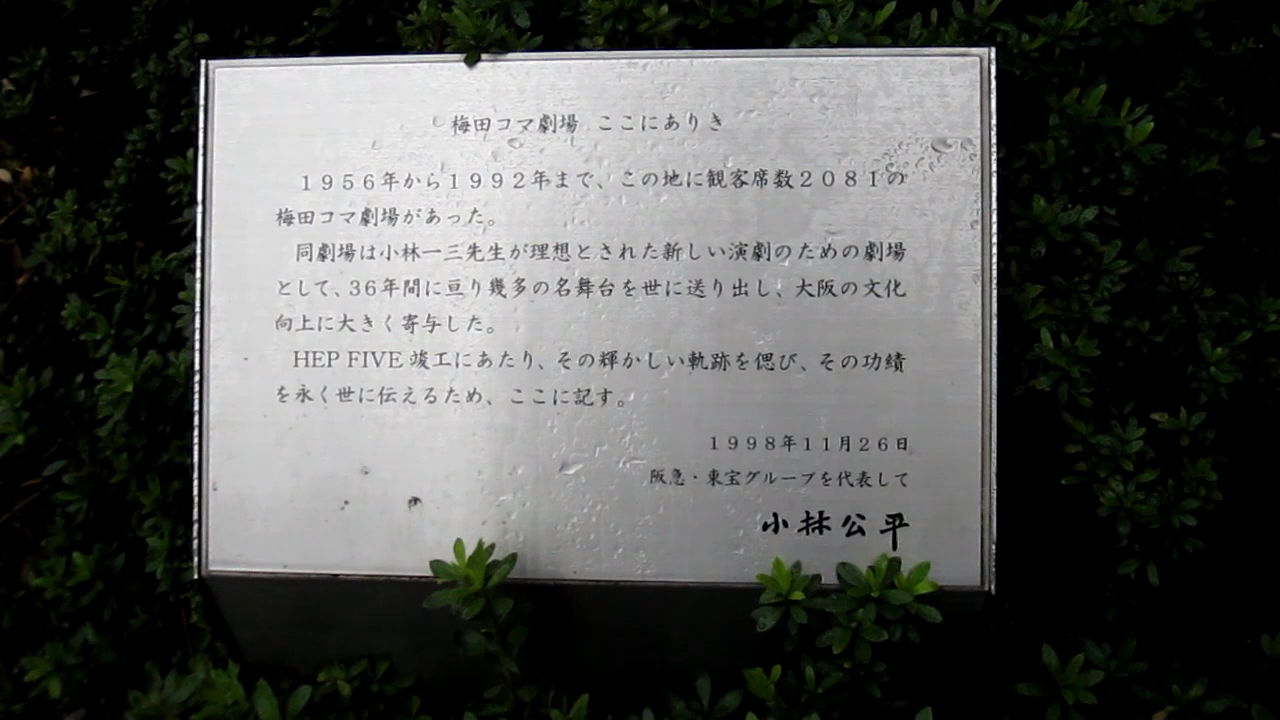 梅田コマ劇場 ここにありき
１９５６年から１９９２年まで、この地に観客席数２０８１の
梅田コマ劇場があった。
同劇場は小林一三先生が理想とされた新しい演劇のための劇場
として、36年間に亘り幾多の名舞台を世に送り出し、大阪の文化
向上に大きく寄与した。
HEP FIVE 竣工にあたり、その輝かしい軌跡を偲び、その功績
を永く世に伝えるため、ここに記す。
１９９８年１１月２６日
阪急・東宝グループを代表して
小林公平